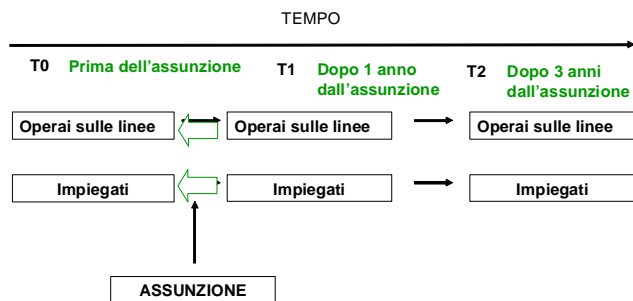 TEMPO
T0 Prima dell'assunzione
T1 Dopo 1 anno
dall'assunzione
T2 Dopo 3 anni
dall'assunzione
Operai sulle linee
Operai sulle linee
Operai sulle linee
Impiegati
Impiegati
Impiegati
ASSUNZIONE